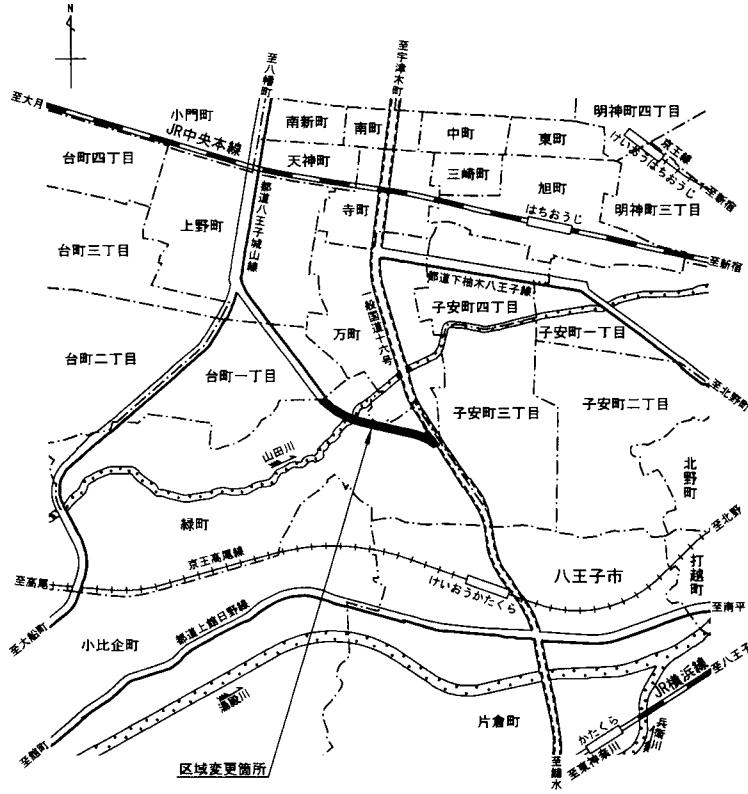 N
至大月
至八幡町
至宇津木町
小門町
JR中央本線
南新町
南町
中町
東町
明神町四丁目
京王線
けいおうはちおうじ
至新宿
台町四丁目
天神町
三崎町
旭町
明神町三丁目
上野町
都道八王子城山線
寺町
はちおうじ
至新宿
台町三丁目
都道下柚木八王子線
一般国道十六号
子安町四丁目
子安町一丁目
万町
台町二丁目
台町一丁目
子安町三丁目
子安町二丁目
至北野町
山田川
北野町
緑町
京王高尾線
至北野
至高尾
けいおうかたくら
八王子市
打越町
至大船町
小比企町
都道上館日野線
至南平
湯殿川
片倉町
JR横浜線
至八王子
かたくら
兵衛川
至館町
至東神奈川
至鑓水
区域変更箇所